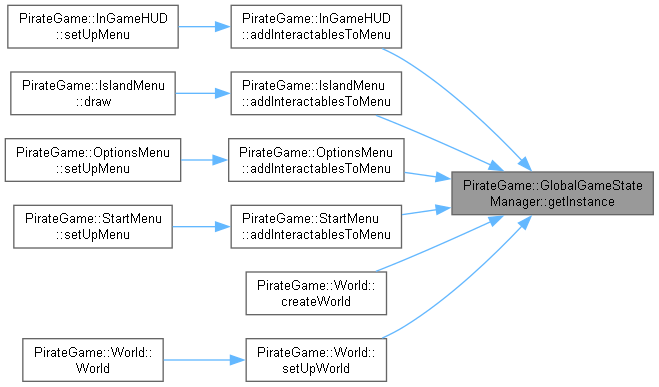 PirateGame::InGameHUD
::setUpMenu
PirateGame::InGameHUD
::addInteractablesToMenu
PirateGame::IslandMenu
::draw
PirateGame::IslandMenu
::addInteractablesToMenu
PirateGame::OptionsMenu
::setUpMenu
PirateGame::OptionsMenu
::addInteractablesToMenu
PirateGame::GlobalGameState
Manager::getInstance
PirateGame::StartMenu
::setUpMenu
PirateGame::StartMenu
::addInteractablesToMenu
PirateGame::World::
createWorld
PirateGame::World::
World
PirateGame::World::
setUpWorld